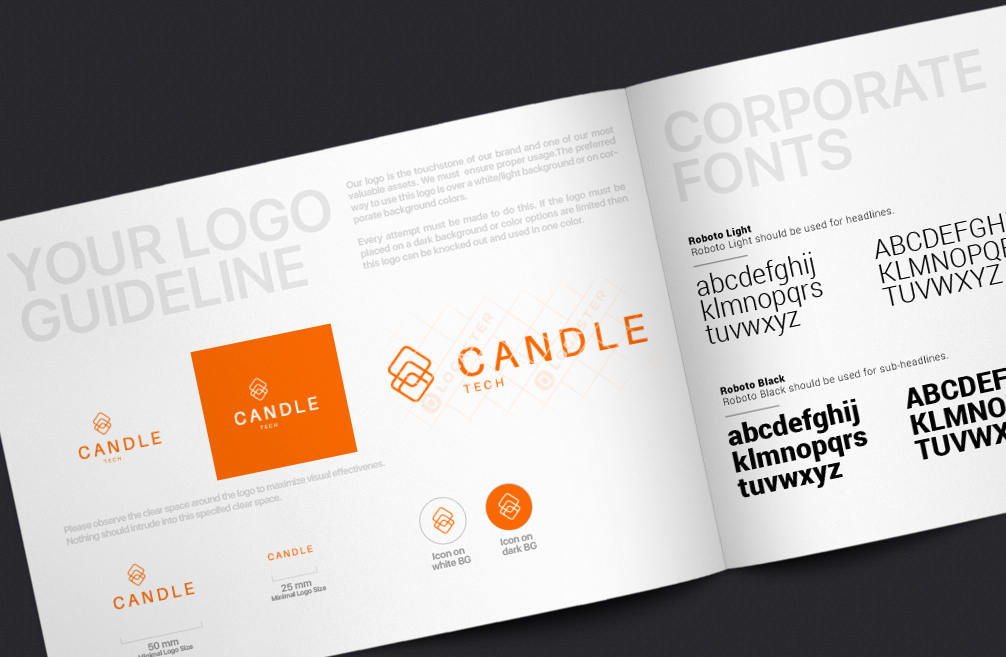 YOUR LOGO
GUIDELINE
Our logo is the touchstone of our brand and one of our most
valuable assets. We must ensure proper usage.The preferred
way to use this logo is over a white/light background or on cor-
porate background colors.
Every attempt must be made to do this. If the logo must be
placed on a dark background or color options are limited then
this logo can be knocked out and used in one color.
CANDLE
TECH
CANDLE
TECH
CANDLE
TECH
Please observe the clear space around the logo to maximize visual effectivenes.
Nothing should intrude into this specifed clear space.
CANDLE
50 mm
Minimal Logo Size
CANDLE
25 mm
Minimal Logo Size
Icon on
white BG
Icon on
dark BG
CORPORATE
FONTS
Roboto Light
Roboto Light should be used for headlines.
abcdefghij
klmnopqrs
tuvwxyz
ABCDEFGH
KLMNOPQ
TUVWXYZ
Roboto Black
Roboto Black should be used for sub-headlines.
abcdefghij
klmnopqrs
tuvwxyz
ABCDEF
KLMNO
TUVWX